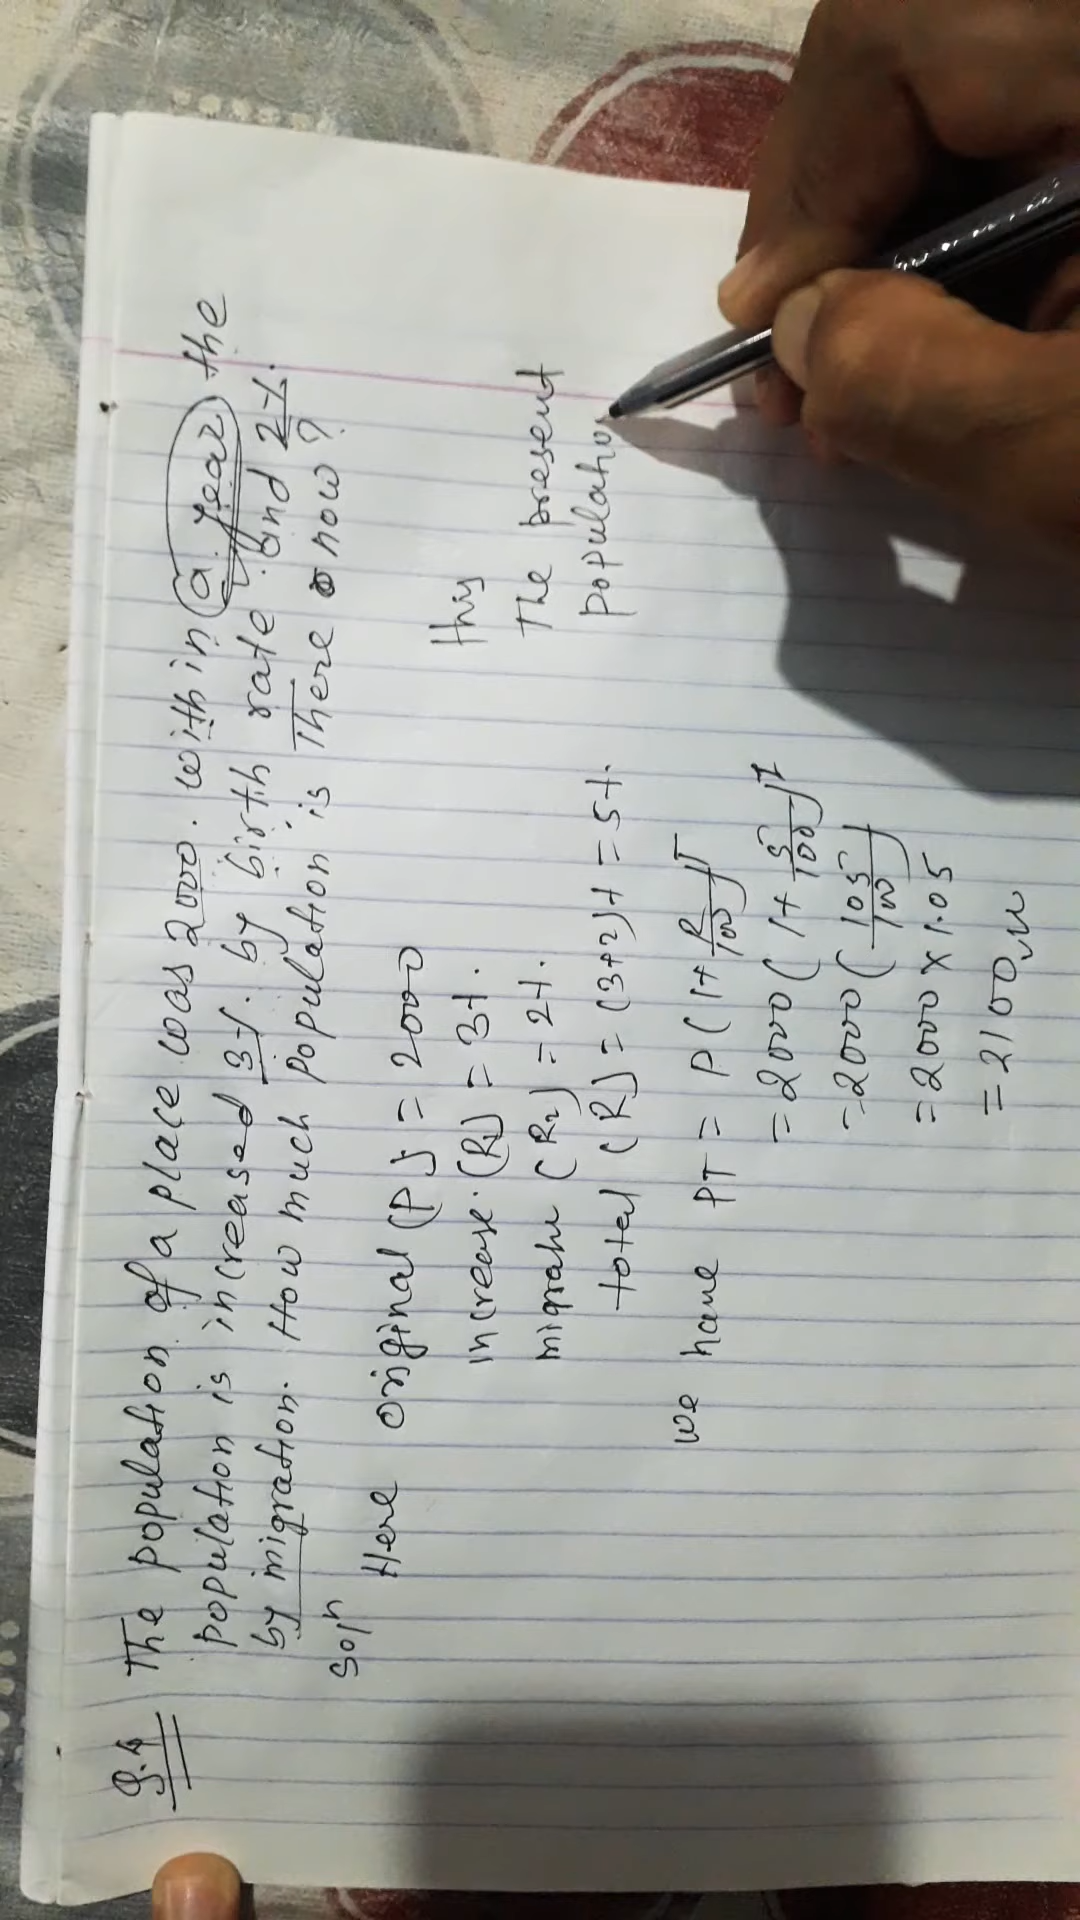 Q.4 The population of a place was 2000. with in a year the
population is increased 3%. by birth rate and 2%.
by migration. How much population is There now ?
Soln
Here original (P) = 2000
increase (R1) = 3%.
migrate (R2) = 2%.
total (R) = (3+2)% = 5%.
we have PT = P(1+R/100)T
= 2000(1+5/100)1
= 2000(105/100)
= 2000 × 1.05
= 2100
thus
The present
populatio